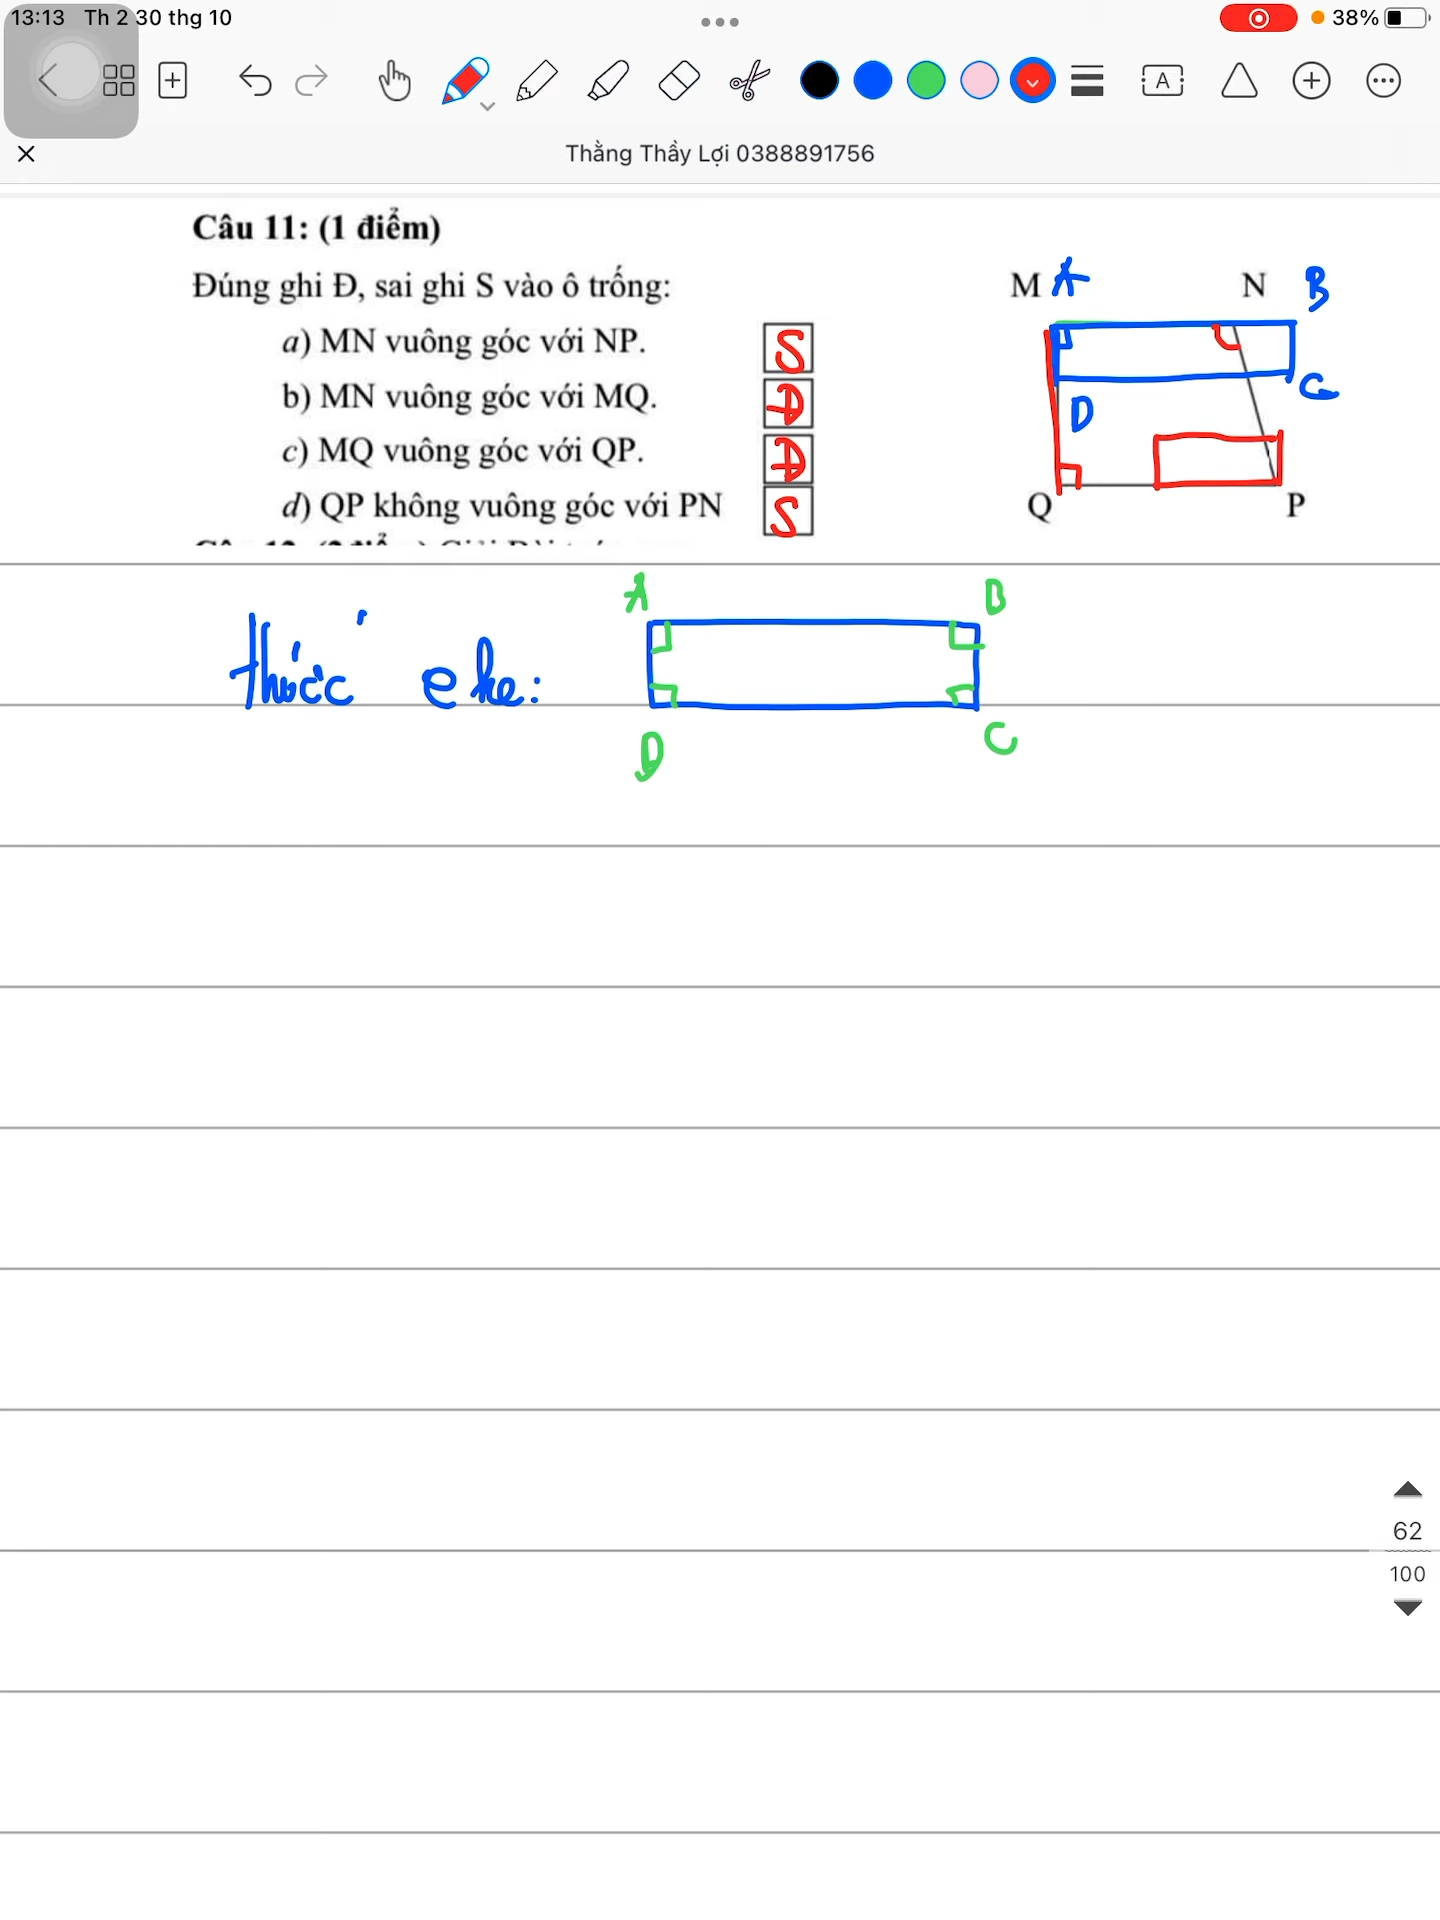 13:13 Th 2 30 thg 10
38%
A
Thằng Thầy Lợi 0388891756
Câu 11: (1 điểm)
Đúng ghi Đ, sai ghi S vào ô trống:
M A N B
a) MN vuông góc với NP. S
b) MN vuông góc với MQ. Đ
D C
c) MQ vuông góc với QP. Đ
d) QP không vuông góc với PN S
Q P
A B
thước eke:
D C
62
100